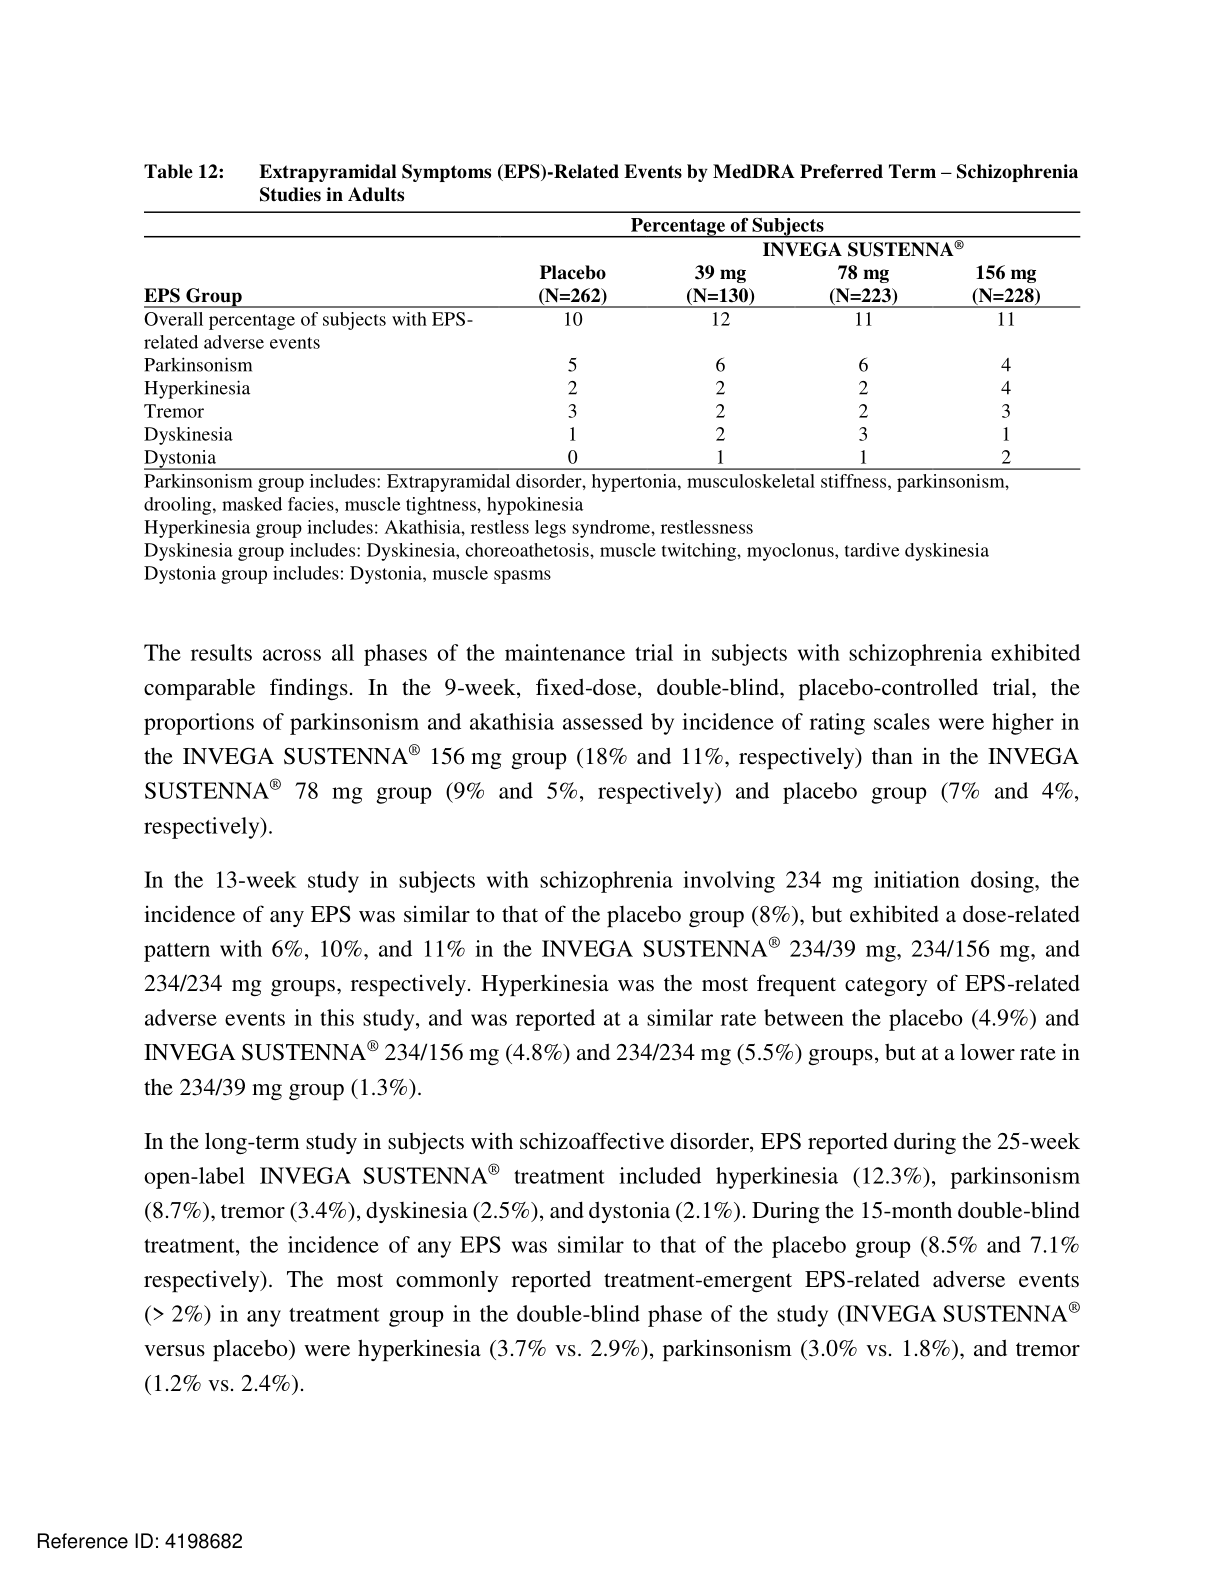 Table 12: Extrapyramidal Symptoms (EPS)-Related Events by MedDRA Preferred Term – Schizophrenia
Studies in Adults
Percentage of Subjects
INVEGA SUSTENNA®
Placebo 39 mg 78 mg 156 mg
EPS Group (N=262) (N=130) (N=223) (N=228)
Overall percentage of subjects with EPS- 10 12 11 11
related adverse events
Parkinsonism 5 6 6 4
Hyperkinesia 2 2 2 4
Tremor 3 2 2 3
Dyskinesia 1 2 3 1
Dystonia 0 1 1 2
Parkinsonism group includes: Extrapyramidal disorder, hypertonia, musculoskeletal stiffness, parkinsonism,
drooling, masked facies, muscle tightness, hypokinesia
Hyperkinesia group includes: Akathisia, restless legs syndrome, restlessness
Dyskinesia group includes: Dyskinesia, choreoathetosis, muscle twitching, myoclonus, tardive dyskinesia
Dystonia group includes: Dystonia, muscle spasms
The results across all phases of the maintenance trial in subjects with schizophrenia exhibited
comparable findings. In the 9-week, fixed-dose, double-blind, placebo-controlled trial, the
proportions of parkinsonism and akathisia assessed by incidence of rating scales were higher in
the INVEGA SUSTENNA® 156 mg group (18% and 11%, respectively) than in the INVEGA
SUSTENNA® 78 mg group (9% and 5%, respectively) and placebo group (7% and 4%,
respectively).
In the 13-week study in subjects with schizophrenia involving 234 mg initiation dosing, the
incidence of any EPS was similar to that of the placebo group (8%), but exhibited a dose-related
pattern with 6%, 10%, and 11% in the INVEGA SUSTENNA® 234/39 mg, 234/156 mg, and
234/234 mg groups, respectively. Hyperkinesia was the most frequent category of EPS-related
adverse events in this study, and was reported at a similar rate between the placebo (4.9%) and
INVEGA SUSTENNA® 234/156 mg (4.8%) and 234/234 mg (5.5%) groups, but at a lower rate in
the 234/39 mg group (1.3%).
In the long-term study in subjects with schizoaffective disorder, EPS reported during the 25-week
open-label INVEGA SUSTENNA® treatment included hyperkinesia (12.3%), parkinsonism
(8.7%), tremor (3.4%), dyskinesia (2.5%), and dystonia (2.1%). During the 15-month double-blind
treatment, the incidence of any EPS was similar to that of the placebo group (8.5% and 7.1%
respectively). The most commonly reported treatment-emergent EPS-related adverse events
(> 2%) in any treatment group in the double-blind phase of the study (INVEGA SUSTENNA®
versus placebo) were hyperkinesia (3.7% vs. 2.9%), parkinsonism (3.0% vs. 1.8%), and tremor
(1.2% vs. 2.4%).
Reference ID: 4198682